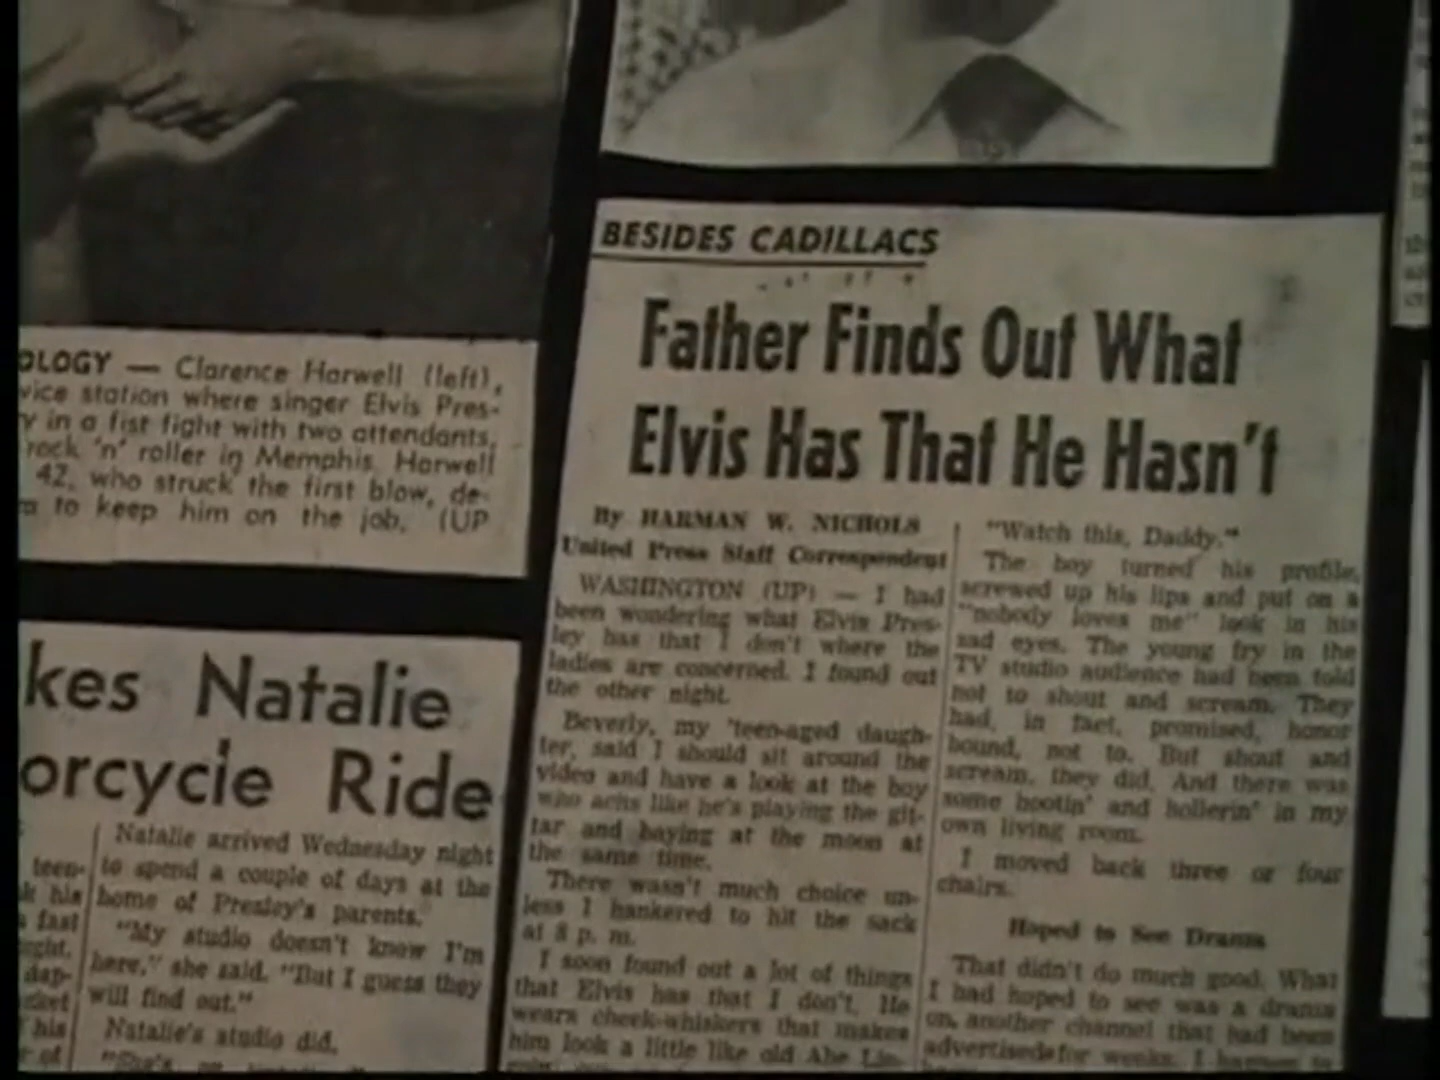 OLOGY — Clarence Harwell (left),
vice station where singer Elvis Pres-
y in a fist fight with two attendants,
rock 'n' roller in Memphis. Harwell
42, who struck the first blow, de-
to keep him on the job. (UP
kes Natalie
orcycle Ride
teen-
his
fast
his
of
Natalie arrived Wednesday night
to spend a couple of days at the
home of Presley's parents.
"My studio doesn't know I'm
here," she said. "But I guess they
will find out."
Natalie's studio did.
BESIDES CADILLACS
Father Finds Out What
Elvis Has That He Hasn't
By HARMAN W. NICHOLS
United Press Staff Correspondent
WASHINGTON (UP) — I had
been wondering what Elvis Pres-
ley has that I don't where the
ladies are concerned. I found out
the other night.
Beverly, my 'teen-aged daugh-
ter, said I should sit around the
video and have a look at the boy
who acts like he's playing the git-
tar and baying at the moon at
the same time.
There wasn't much choice un-
less I hankered to hit the sack
at 8 p. m.
I soon found out a lot of things
that Elvis has that I don't. He
wears cheek-whiskers that makes
him look a little like old Abe Lin-
"Watch this, Daddy."
The boy turned his profile,
screwed up his lips and put on a
"nobody loves me" look in his
sad eyes. The young fry in the
TV studio audience had been told
not to shout and scream. They
had, in fact, promised, honor
bound, not to. But shout and
scream, they did. And there was
some hootin' and hollerin' in my
own living room.
I moved back three or four
chairs.
Hoped to See Drama
That didn't do much good. What
I had hoped to see was a drama
on another channel that had been
advertised for weeks. I